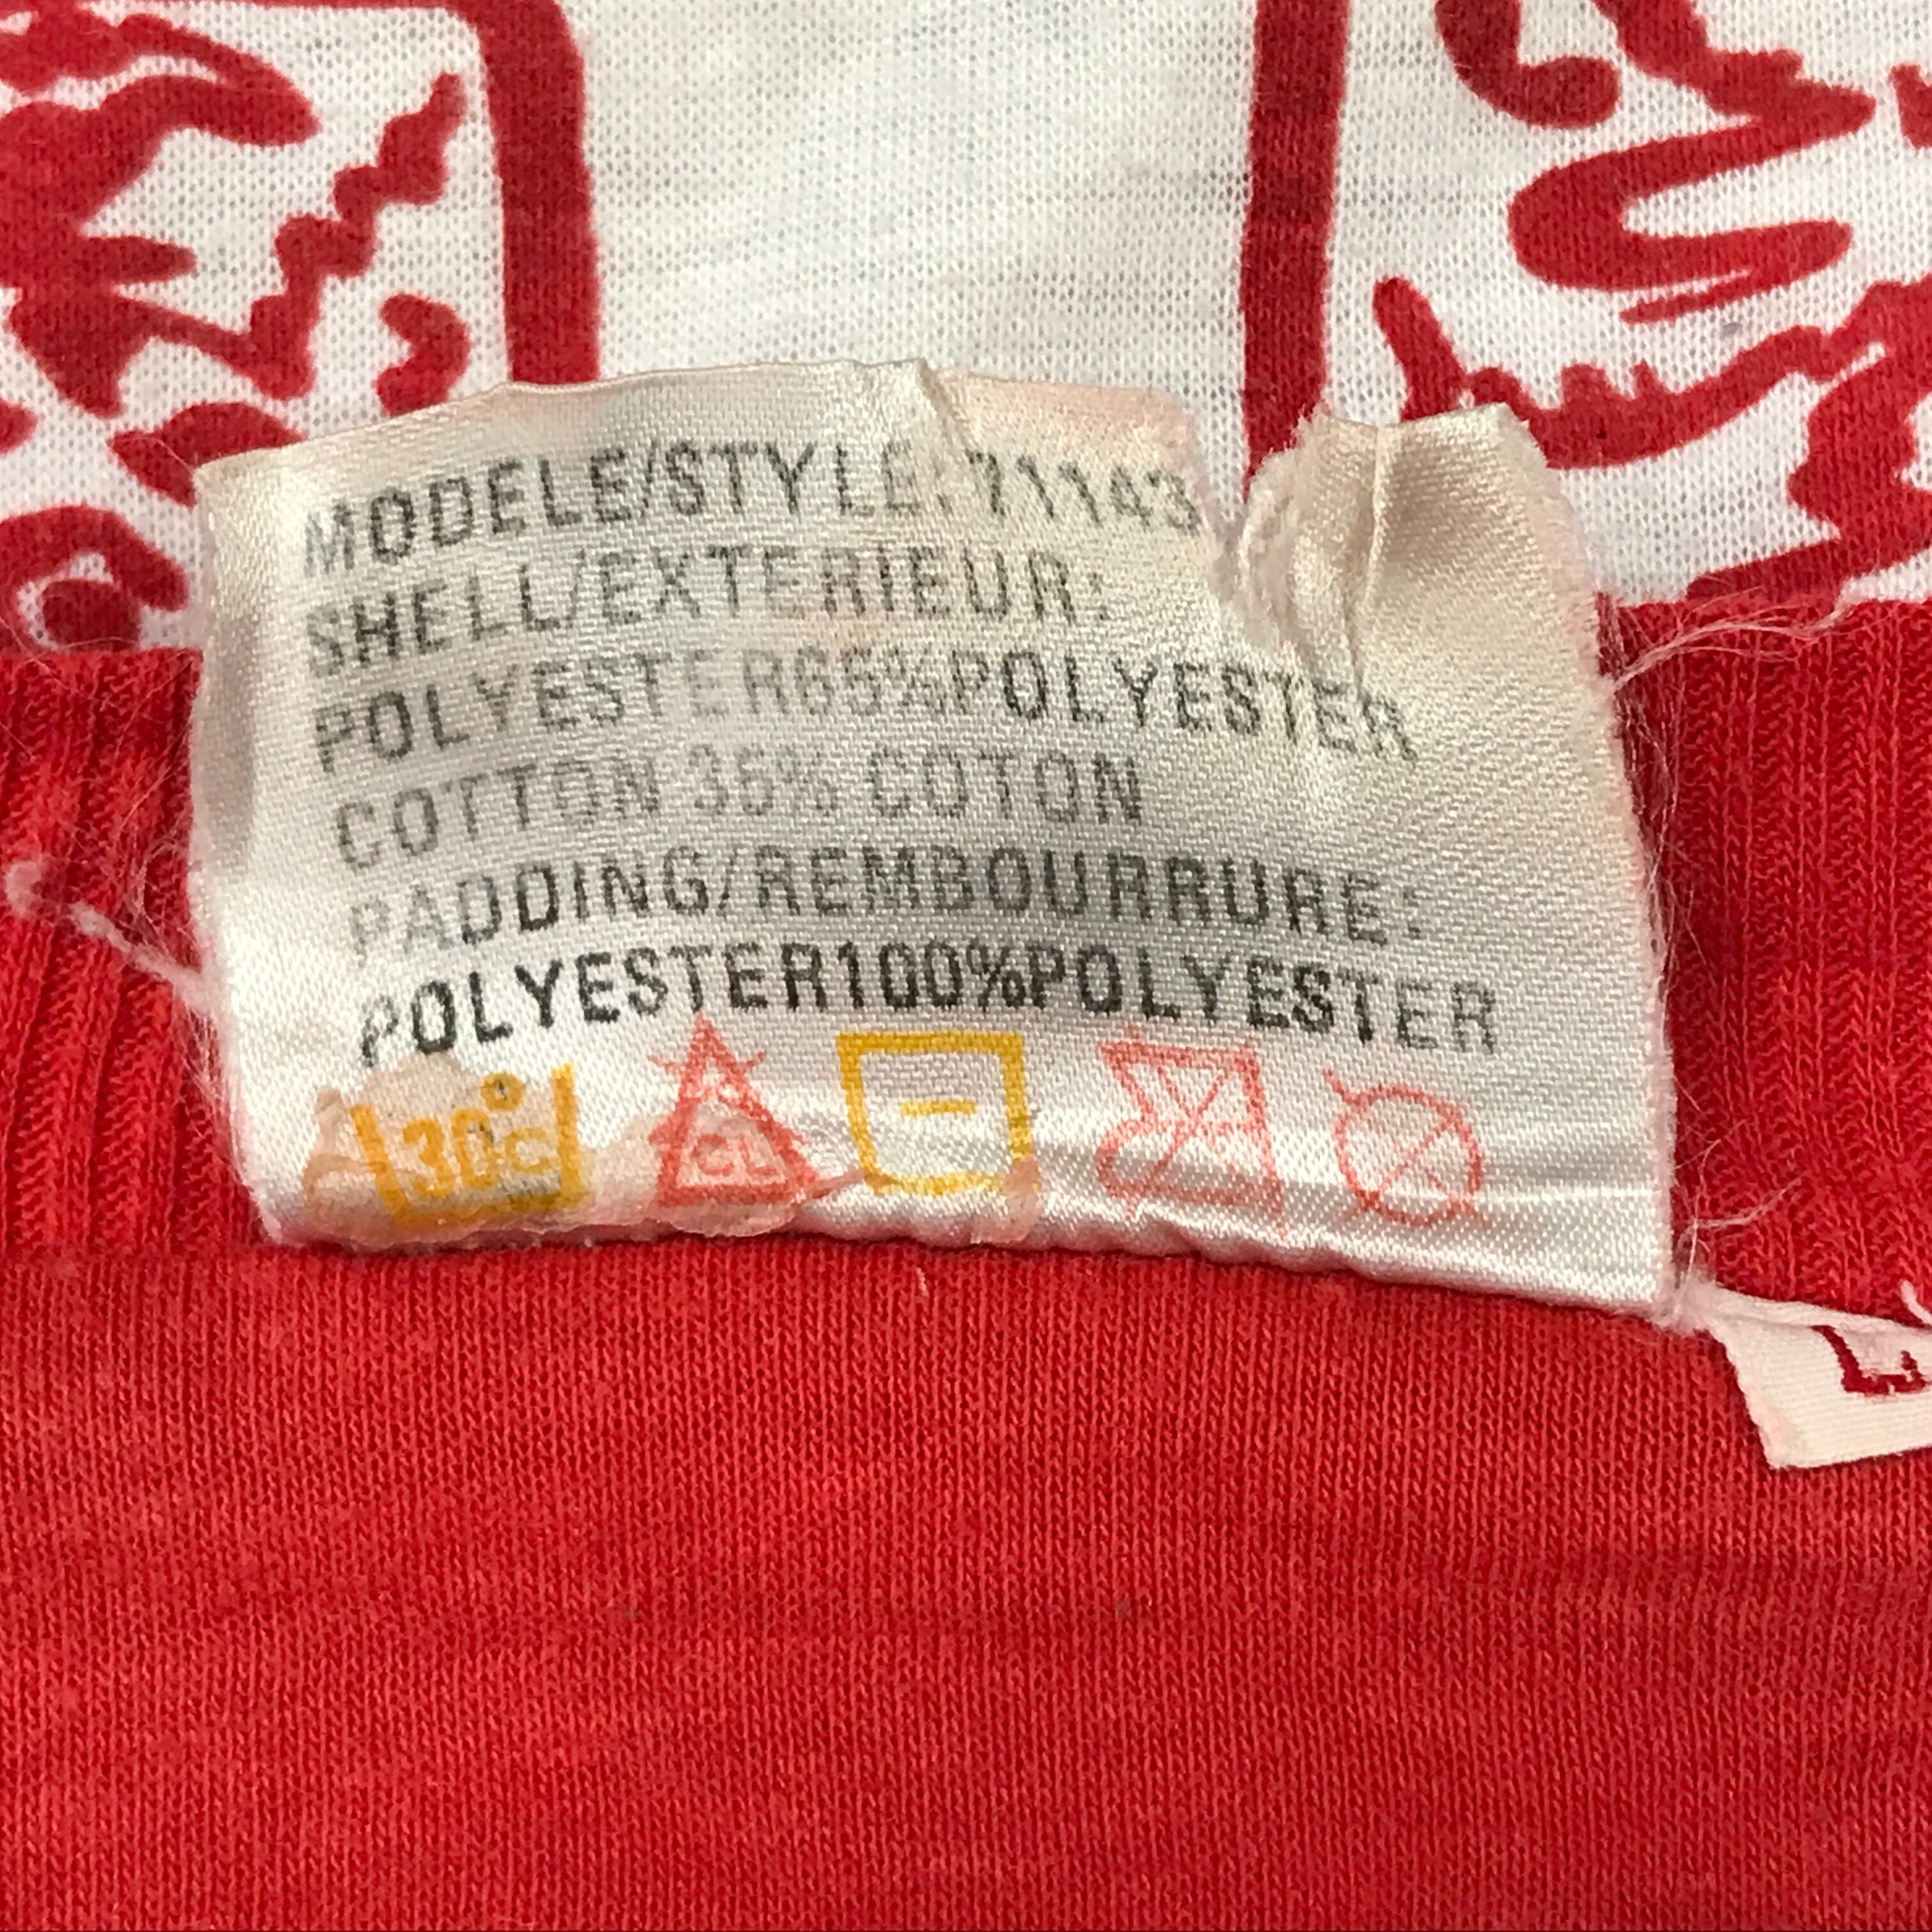 MODELE/STYLE: 71143
SHELL/EXTERIEUR:
POLYESTER65%POLYESTER
COTTON 35% COTON
PADDING/REMBOURRURE:
POLYESTER100%POLYESTER
30°C CL